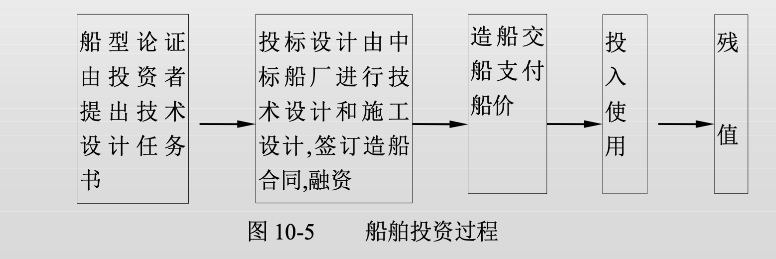 船型论证
由投资者
提出技术
设计任务
书
投标设计由中
标船厂进行技
术设计和施工
设计,签订造船
合同,融资
造船交
船支付
船价
投
入
使
用
残
值
图 10-5 船舶投资过程